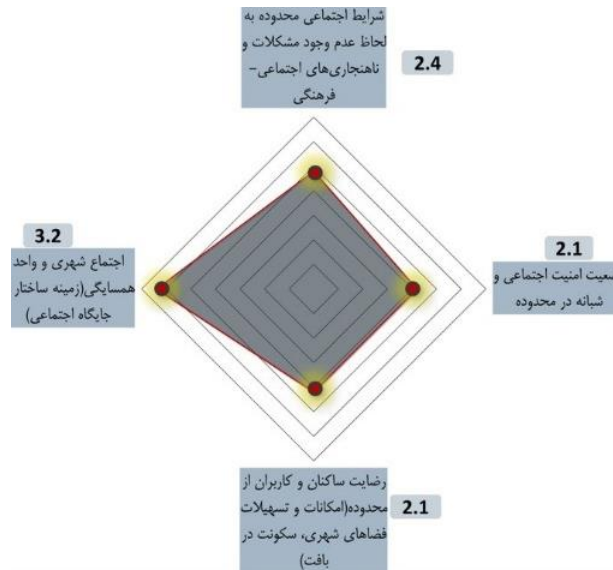 شرایط اجتماعی محدوده به
لحاظ عدم وجود مشکلات و
ناهنجاری‌های اجتماعی-
فرهنگی
2.4
2.1
ضعیت امنیت اجتماعی و
شبانه در محدوده
3.2
اجتماع شهری و واحد
همسایگی(زمینه ساختار
جایگاه اجتماعی)
رضایت ساکنان و کاربران از
محدوده(امکانات و تسهیلات
فضاهای شهری، سکونت در
بافت)
2.1